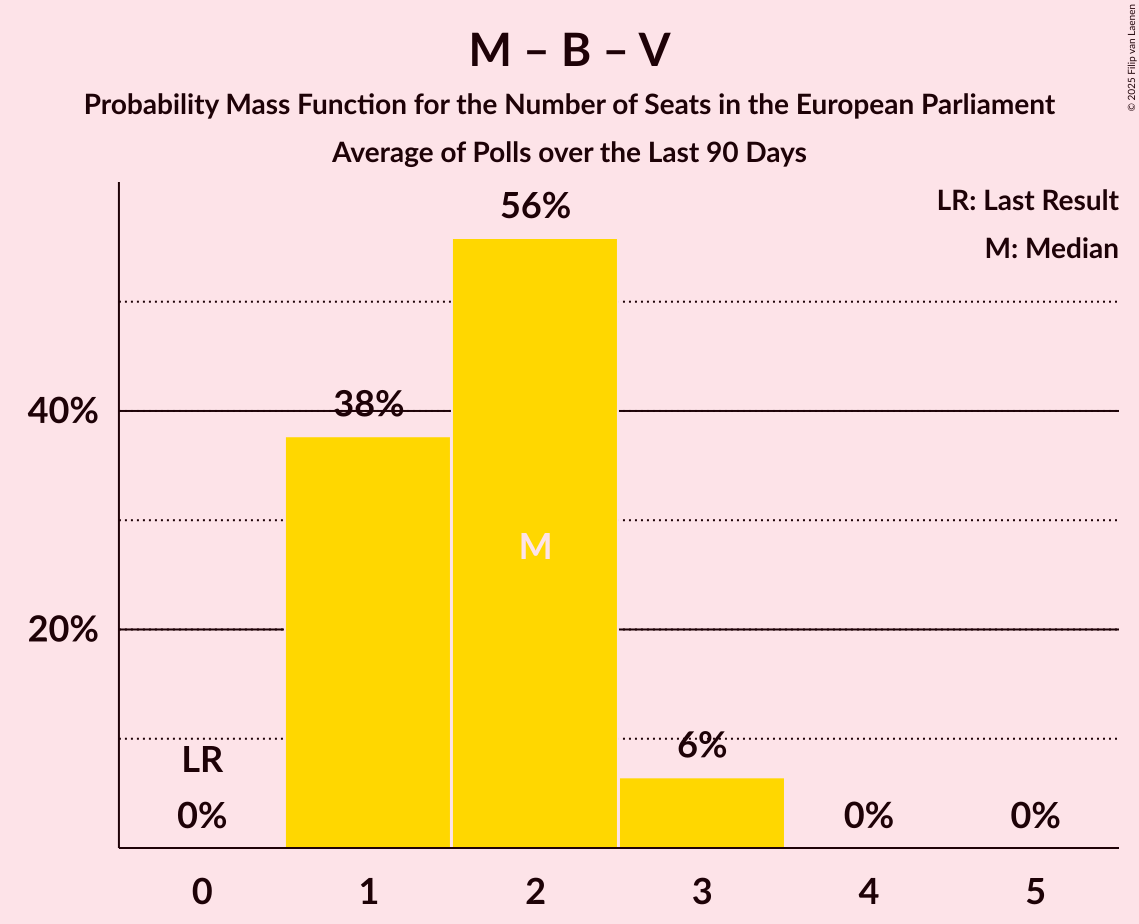 M – B – V
Probability Mass Function for the Number of Seats in the European Parliament
Average of Polls over the Last 90 Days
© 2025 Filip van Laenen
LR: Last Result
M: Median
56%
40%
38%
M
20%
LR
6%
0%
0%
0%
0 1 2 3 4 5